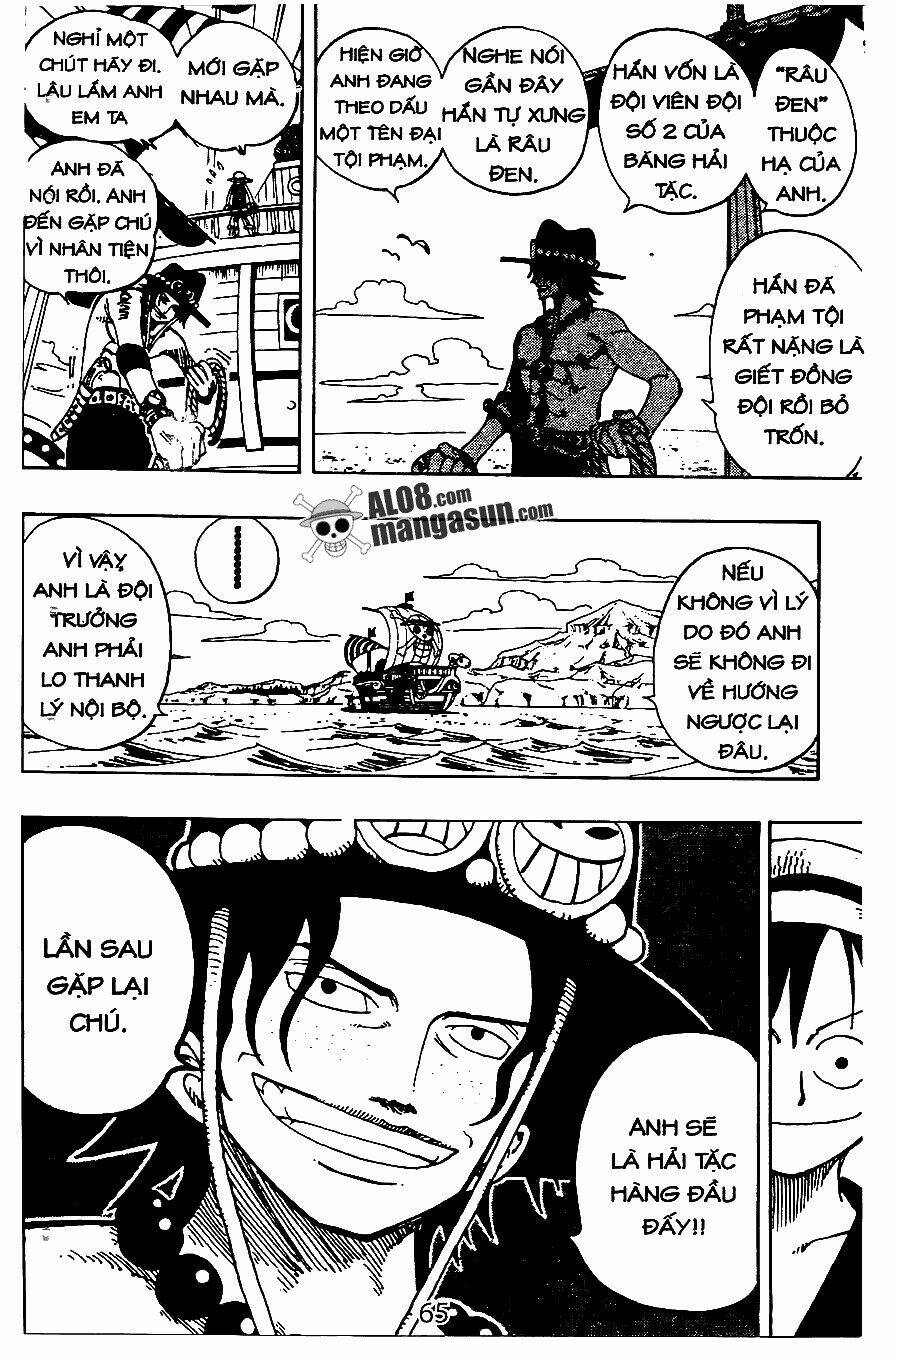 "RÂU
ĐEN"
THUỘC
HẠ CỦA
ANH.
HẮN VỐN LÀ
ĐỘI VIÊN ĐỘI
SỐ 2 CỦA
BĂNG HẢI
TẶC.
NGHE NÓI
GẦN ĐÂY
HẮN TỰ XƯNG
LÀ RÂU
ĐEN.
HIỆN GIỜ
ANH ĐANG
THEO DẤU
MỘT TÊN ĐẠI
TỘI PHẠM.
HẮN ĐÃ
PHẠM TỘI
RẤT NẶNG LÀ
GIẾT ĐỒNG
ĐỘI RỒI BỎ
TRỐN.
MỚI GẶP
NHAU MÀ.
NGHỈ MỘT
CHÚT HÃY ĐI.
LÂU LẮM ANH
EM TA
ANH ĐÃ
NÓI RỒI. ANH
ĐẾN GẶP CHÚ
VÌ NHÂN TIỆN
THÔI.
AL08.com
mangasun.com
NẾU
KHÔNG VÌ LÝ
DO ĐÓ ANH
SẼ KHÔNG ĐI
VỀ HƯỚNG
NGƯỢC LẠI
ĐÂU.
VÌ VẬY
ANH LÀ ĐỘI
TRƯỞNG
ANH PHẢI
LO THANH
LÝ NỘI BỘ.
ANH SẼ
LÀ HẢI TẶC
HÀNG ĐẦU
ĐẤY!!
LẦN SAU
GẶP LẠI
CHÚ.
65